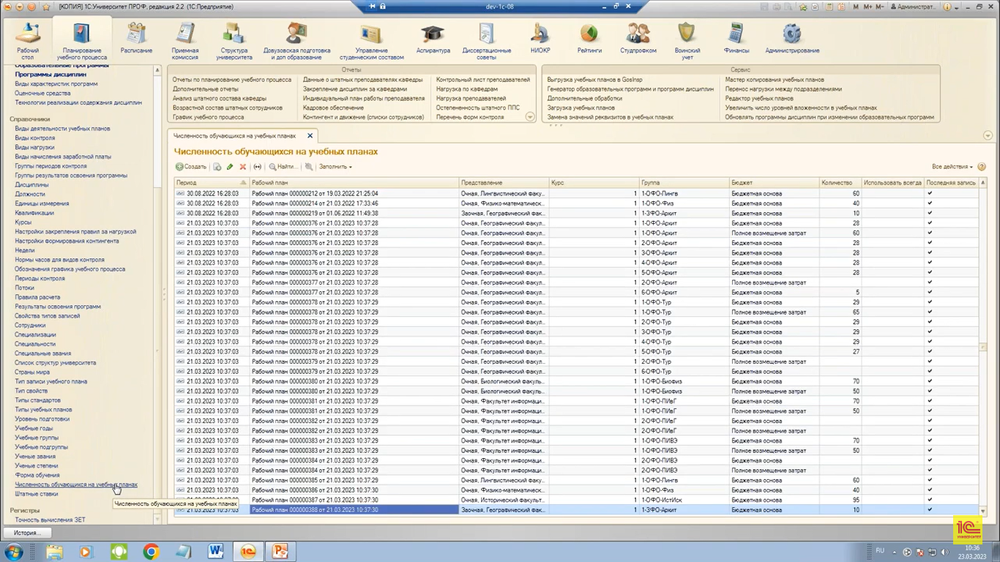 [КОПИЯ] 1С:Университет ПРОФ, редакция 2.2 (1С:Предприятие)
dev-1c-08
M M+ M- Администрат...
Рабочий стол
Планирование учебного процесса
Расписание
Приемная комиссия
Структура университета
Довузовская подготовка и доп образование
Управление студенческим составом
Аспирантура
Диссертационные советы
НИОКР
Рейтинги
Студпрофком
Воинский учет
Финансы
Администрирование
Образовательные программы
Программы дисциплин
Виды характеристик программ
Оценочные средства
Технологии реализации содержания дисциплин
Справочники
Виды деятельности учебных планов
Виды контроля
Виды нагрузки
Виды начисления заработной платы
Группы периодов контроля
Группы результатов освоения программы
Дисциплины
Должности
Единицы измерения
Квалификации
Курсы
Настройки закрепления правил за нагрузкой
Настройки формирования контингента
Недели
Нормы часов для видов контроля
Обозначения графика учебного процесса
Периоды контроля
Потоки
Правила расчета
Результаты освоения программ
Свойства типов записей
Сотрудники
Специализации
Специальности
Специальные звания
Список структур университета
Страны мира
Тип записи учебного плана
Тип свойств
Типы стандартов
Типы учебных планов
Уровень подготовки
Учебные годы
Учебные группы
Учебные подгруппы
Ученые звания
Ученые степени
Форма обучения
Численность обучающихся на учебных планах
Штатные ставки
Численность обучающихся на учебных планах
Регистры
Точность вычисления ЗЕТ
Отчеты
Отчеты по планированию учебного процесса Данные о штатных преподавателях кафедры Контрольный лист преподавателей
Дополнительные отчеты Закрепление дисциплин за кафедрами Нагрузка по кафедрам
Анализ штатного состава кафедры Индивидуальный план работы преподавателя Нагрузка преподавателей
Возрастной состав штатных сотрудников Кадровое обеспечение Остепененность штатного ППС
График учебного процесса Контингент и движение (списки сотрудников) Перечень форм контроля
Сервис
Выгрузка учебных планов в GosInsp Мастер копирования учебных планов
Генератор образовательных программ и программ дисциплин Перенос нагрузки между подразделениями
Дополнительные обработки Редактор учебных планов
Загрузка учебных планов Увеличить число уровней вложенности в учебных планах
Замена значений реквизитов в учебных планах Обновлять программы дисциплин при изменении образовательных программ
Численность обучающихся на учебных планах
Численность обучающихся на учебных планах
Создать Найти... Заполнить Все действия
Период Рабочий план Представление Курс Группа Бюджет Количество Использовать всегда Последняя запись
30.08.2022 16:28:03 Рабочий план 000000212 от 19.03.2022 21:25:04 Очная, Лингвистический факу... 1 1-ОФО-Лингв Бюджетная основа 60
30.08.2022 16:28:03 Рабочий план 000000214 от 21.03.2022 17:33:46 Очная, Физико-математическ... 1 1-ОФО-Физ Бюджетная основа 40
30.08.2022 16:28:03 Рабочий план 000000219 от 01.06.2022 11:49:38 Заочная, Географический фак... 1 1-ЗФО-Архит Бюджетная основа 10
21.03.2023 10:37:03 Рабочий план 000000376 от 21.03.2023 10:37:28 Очная, Географический факул... 1 1-ОФО-Архит Бюджетная основа 28
21.03.2023 10:37:03 Рабочий план 000000376 от 21.03.2023 10:37:28 Очная, Географический факул... 1 1-ОФО-Архит Полное возмещение затрат 60
21.03.2023 10:37:03 Рабочий план 000000376 от 21.03.2023 10:37:28 Очная, Географический факул... 1 2-ОФО-Архит Бюджетная основа 28
21.03.2023 10:37:03 Рабочий план 000000376 от 21.03.2023 10:37:28 Очная, Географический факул... 1 3-ОФО-Архит Бюджетная основа 28
21.03.2023 10:37:03 Рабочий план 000000376 от 21.03.2023 10:37:28 Очная, Географический факул... 1 4-ОФО-Архит Бюджетная основа 28
21.03.2023 10:37:03 Рабочий план 000000376 от 21.03.2023 10:37:28 Очная, Географический факул... 1 5-ОФО-Архит Бюджетная основа 28
21.03.2023 10:37:03 Рабочий план 000000377 от 21.03.2023 10:37:28 Очная, Географический факул... 1 2-ОФО-Архит Полное возмещение затрат
21.03.2023 10:37:03 Рабочий план 000000377 от 21.03.2023 10:37:28 Очная, Географический факул... 1 6-ОФО-Архит Бюджетная основа 5
21.03.2023 10:37:03 Рабочий план 000000378 от 21.03.2023 10:37:29 Очная, Географический факул... 1 1-ОФО-Тур Бюджетная основа 29
21.03.2023 10:37:03 Рабочий план 000000378 от 21.03.2023 10:37:29 Очная, Географический факул... 1 1-ОФО-Тур Полное возмещение затрат 65
21.03.2023 10:37:03 Рабочий план 000000378 от 21.03.2023 10:37:29 Очная, Географический факул... 1 2-ОФО-Тур Бюджетная основа 29
21.03.2023 10:37:03 Рабочий план 000000378 от 21.03.2023 10:37:29 Очная, Географический факул... 1 3-ОФО-Тур Бюджетная основа 29
21.03.2023 10:37:03 Рабочий план 000000378 от 21.03.2023 10:37:29 Очная, Географический факул... 1 4-ОФО-Тур Бюджетная основа 29
21.03.2023 10:37:03 Рабочий план 000000378 от 21.03.2023 10:37:29 Очная, Географический факул... 1 5-ОФО-Тур Бюджетная основа 27
21.03.2023 10:37:03 Рабочий план 000000379 от 21.03.2023 10:37:29 Очная, Географический факул... 1 2-ОФО-Тур Полное возмещение затрат
21.03.2023 10:37:03 Рабочий план 000000379 от 21.03.2023 10:37:29 Очная, Географический факул... 1 6-ОФО-Тур Бюджетная основа
21.03.2023 10:37:03 Рабочий план 000000380 от 21.03.2023 10:37:29 Очная, Биологический факуль... 1 1-ОФО-Биофиз Бюджетная основа 70
21.03.2023 10:37:03 Рабочий план 000000380 от 21.03.2023 10:37:29 Очная, Биологический факуль... 1 1-ОФО-Биофиз Полное возмещение затрат 50
21.03.2023 10:37:03 Рабочий план 000000381 от 21.03.2023 10:37:29 Очная, Факультет информаци... 1 1-ОФО-ПИвГ Бюджетная основа 70
21.03.2023 10:37:03 Рабочий план 000000381 от 21.03.2023 10:37:29 Очная, Факультет информаци... 1 1-ОФО-ПИвГ Полное возмещение затрат 50
21.03.2023 10:37:03 Рабочий план 000000382 от 21.03.2023 10:37:29 Очная, Факультет информаци... 1 2-ОФО-ПИвГ Бюджетная основа
21.03.2023 10:37:03 Рабочий план 000000382 от 21.03.2023 10:37:29 Очная, Факультет информаци... 1 2-ОФО-ПИвГ Полное возмещение затрат
21.03.2023 10:37:03 Рабочий план 000000383 от 21.03.2023 10:37:29 Очная, Факультет информаци... 1 1-ОФО-ПИВЭ Бюджетная основа 70
21.03.2023 10:37:03 Рабочий план 000000383 от 21.03.2023 10:37:29 Очная, Факультет информаци... 1 1-ОФО-ПИВЭ Полное возмещение затрат 50
21.03.2023 10:37:03 Рабочий план 000000384 от 21.03.2023 10:37:29 Очная, Факультет информаци... 1 2-ОФО-ПИВЭ Бюджетная основа
21.03.2023 10:37:03 Рабочий план 000000384 от 21.03.2023 10:37:29 Очная, Факультет информаци... 1 2-ОФО-ПИВЭ Полное возмещение затрат
21.03.2023 10:37:03 Рабочий план 000000385 от 21.03.2023 10:37:29 Очная, Лингвистический факу... 1 1-ОФО-Лингв Бюджетная основа 60
21.03.2023 10:37:03 Рабочий план 000000386 от 21.03.2023 10:37:30 Очная, Физико-математическ... 1 1-ОФО-Физ Бюджетная основа 40
21.03.2023 10:37:03 Рабочий план 000000387 от 21.03.2023 10:37:30 Очная, Исторический факульт... 1 1-ОФО-ИстИск Бюджетная основа 95
21.03.2023 10:37:03 Рабочий план 000000388 от 21.03.2023 10:37:30 Заочная, Географический фак... 1 1-ЗФО-Архит Бюджетная основа 10
История...
1С
УНИВЕРСИТЕТ
RU
10:36
23.03.2023